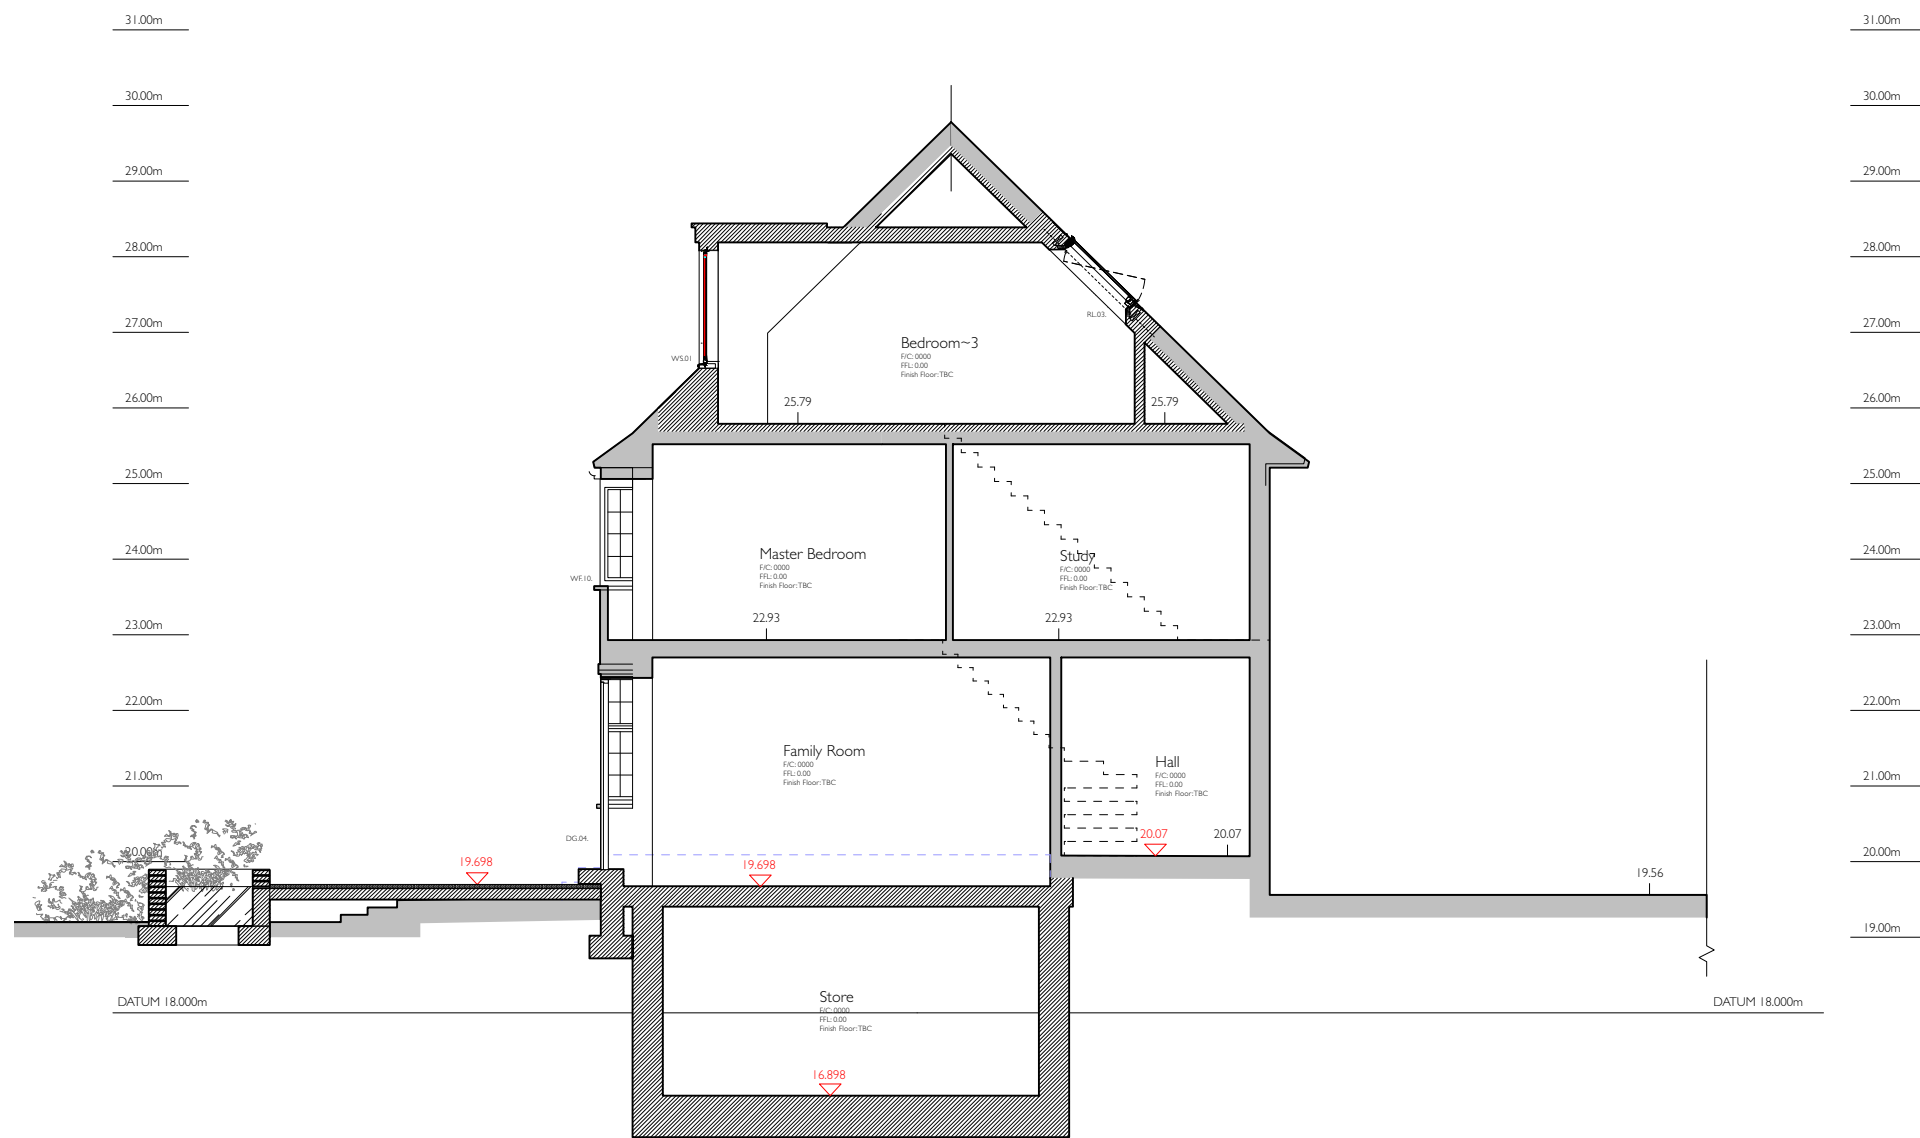 31.00m
31.00m
30.00m
30.00m
29.00m
29.00m
28.00m
28.00m
RL.03.
27.00m
27.00m
Bedroom~3
F/C: 0000
FFL: 0.00
Finish Floor: TBC
WS.01
26.00m
25.79
25.79
26.00m
25.00m
25.00m
24.00m
24.00m
Master Bedroom
F/C: 0000
FFL: 0.00
Finish Floor: TBC
Study
F/C: 0000
FFL: 0.00
Finish Floor: TBC
WF.10.
22.93
22.93
23.00m
23.00m
22.00m
22.00m
Family Room
F/C: 0000
FFL: 0.00
Finish Floor: TBC
Hall
F/C: 0000
FFL: 0.00
Finish Floor: TBC
21.00m
21.00m
DG.04.
20.07
20.07
20.00m
20.00m
19.698
19.698
19.56
19.00m
DATUM 18.000m
DATUM 18.000m
Store
F/C: 0000
FFL: 0.00
Finish Floor: TBC
16.898